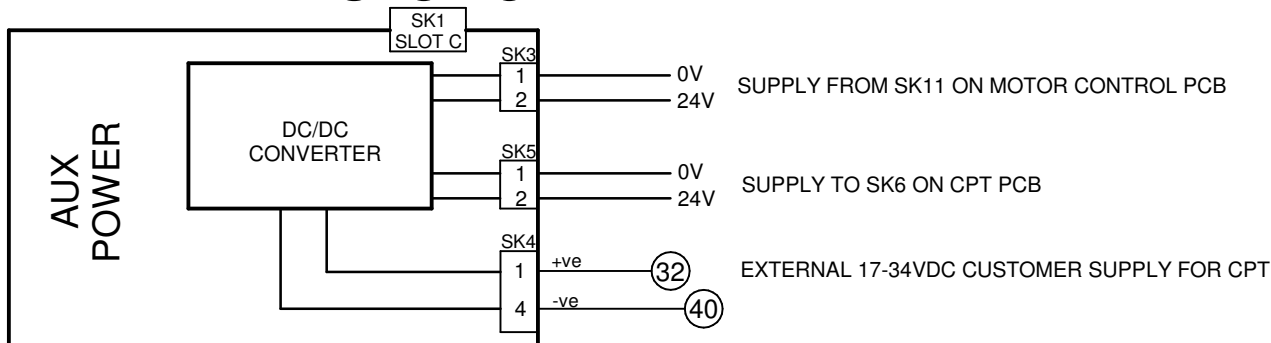 SK1
SLOT C
AUX
POWER
DC/DC
CONVERTER
SK3
1
2
0V
24V
SUPPLY FROM SK11 ON MOTOR CONTROL PCB
SK5
1
2
0V
24V
SUPPLY TO SK6 ON CPT PCB
SK4
1
+ve
32
EXTERNAL 17-34VDC CUSTOMER SUPPLY FOR CPT
4
-ve
40